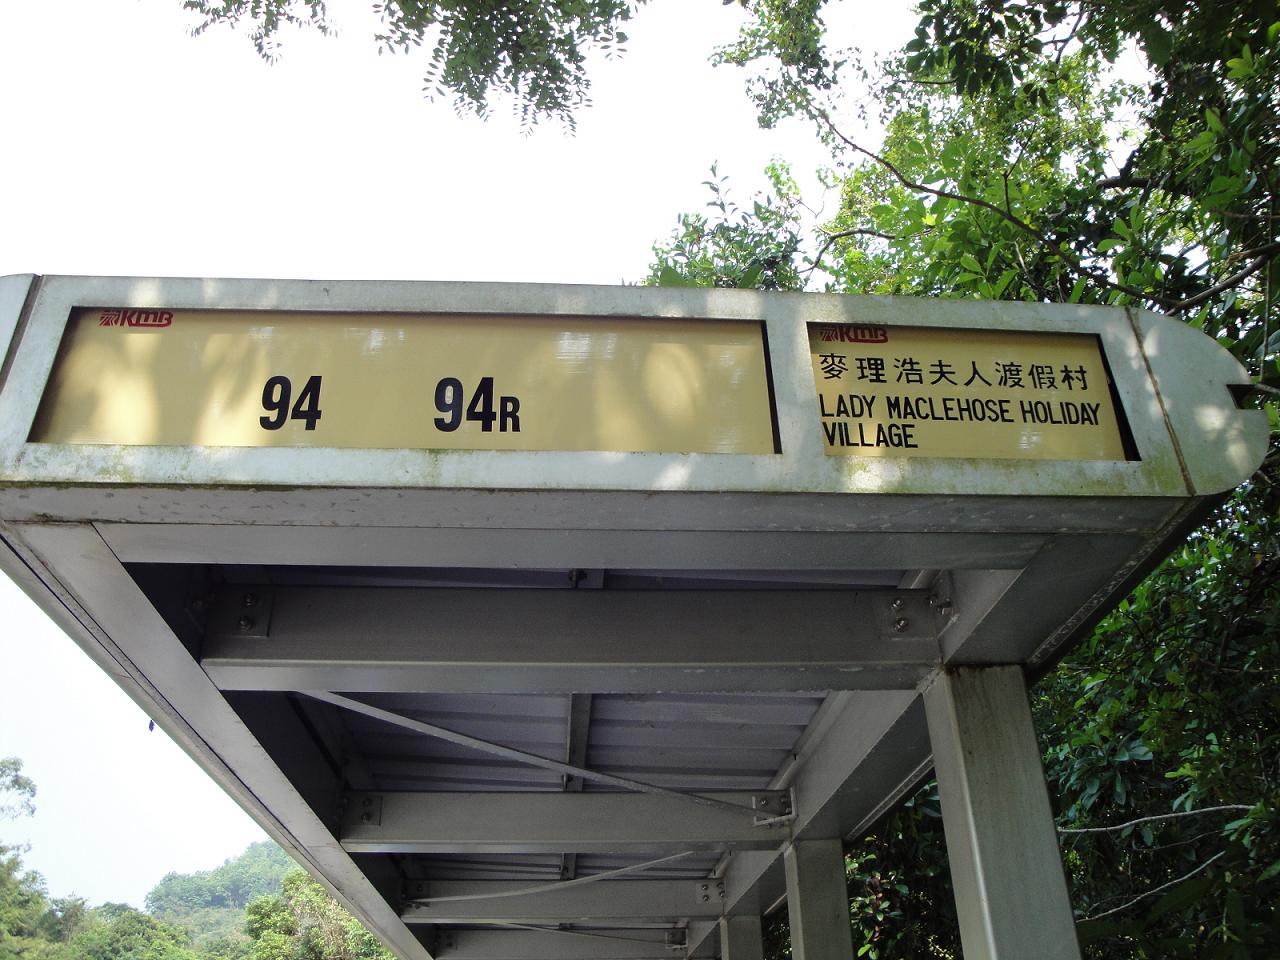 KMB
94 94R
KMB
麥理浩夫人渡假村
LADY MACLEHOSE HOLIDAY
VILLAGE